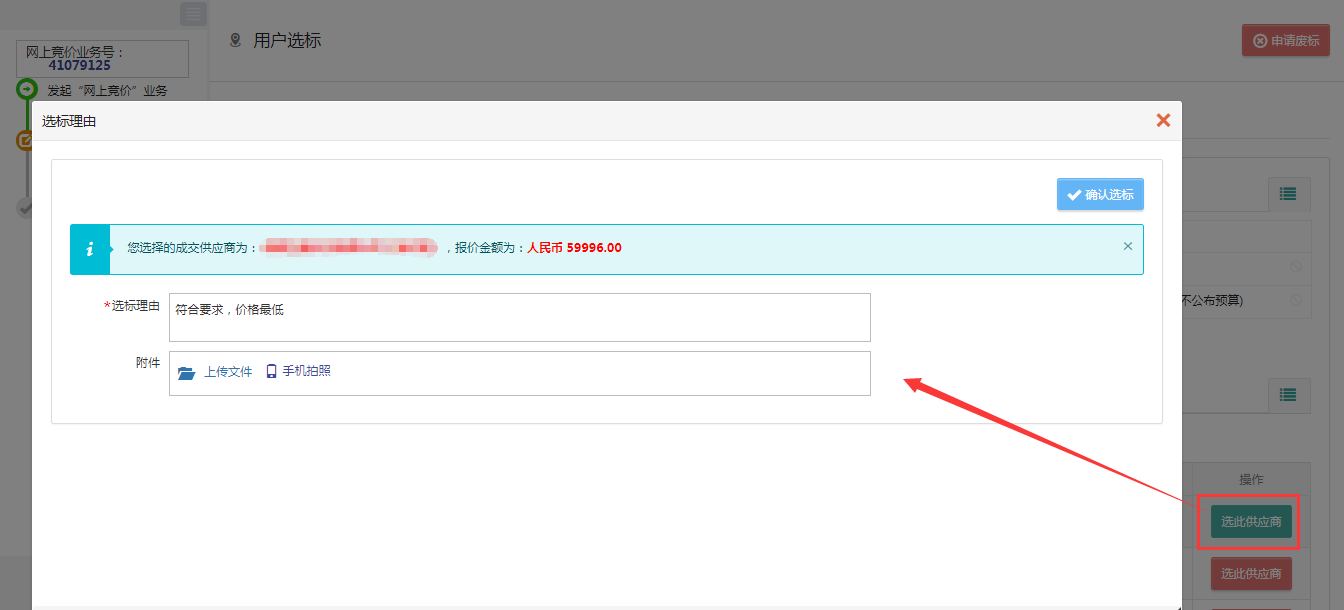 网上竞价业务号：
41079125
用户选标
申请废标
发起“网上竞价”业务
选标理由
确认选标
您选择的成交供应商为：
，报价金额为：人民币 59996.00
*选标理由
符合要求，价格最低
附件
上传文件 手机拍照
不公布预算)
操作
选此供应商
选此供应商